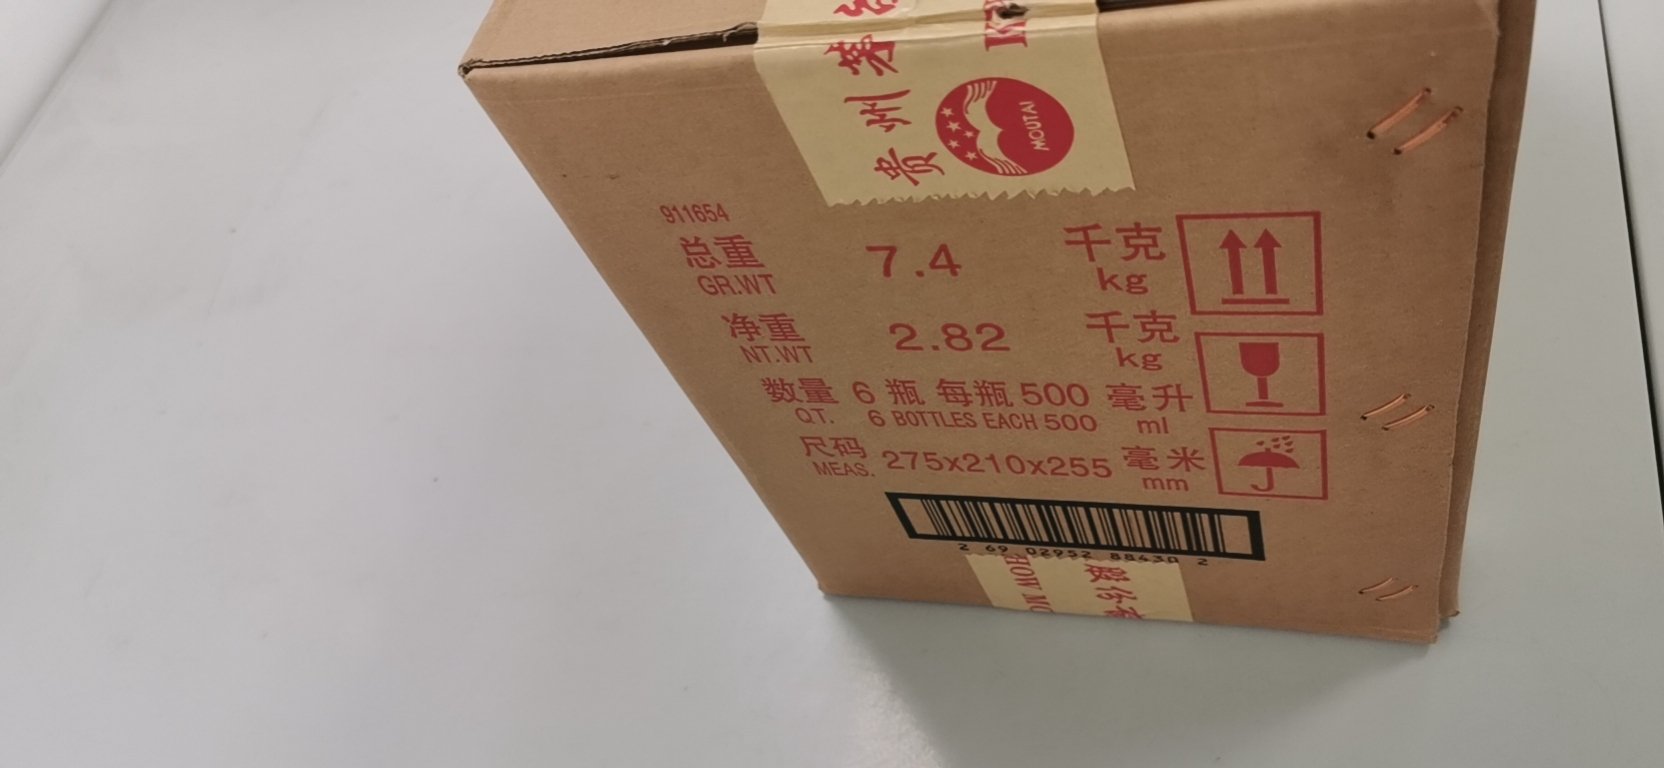 贵州茅台
MOUTAI
911654
总重 7.4 千克
GR.WT kg
净重 2.82 千克
NT.WT kg
数量 6 瓶 每瓶 500 毫升
QT. 6 BOTTLES EACH 500 ml
尺码 275x210x255 毫米
MEAS. mm
2 69 02952 88430 2